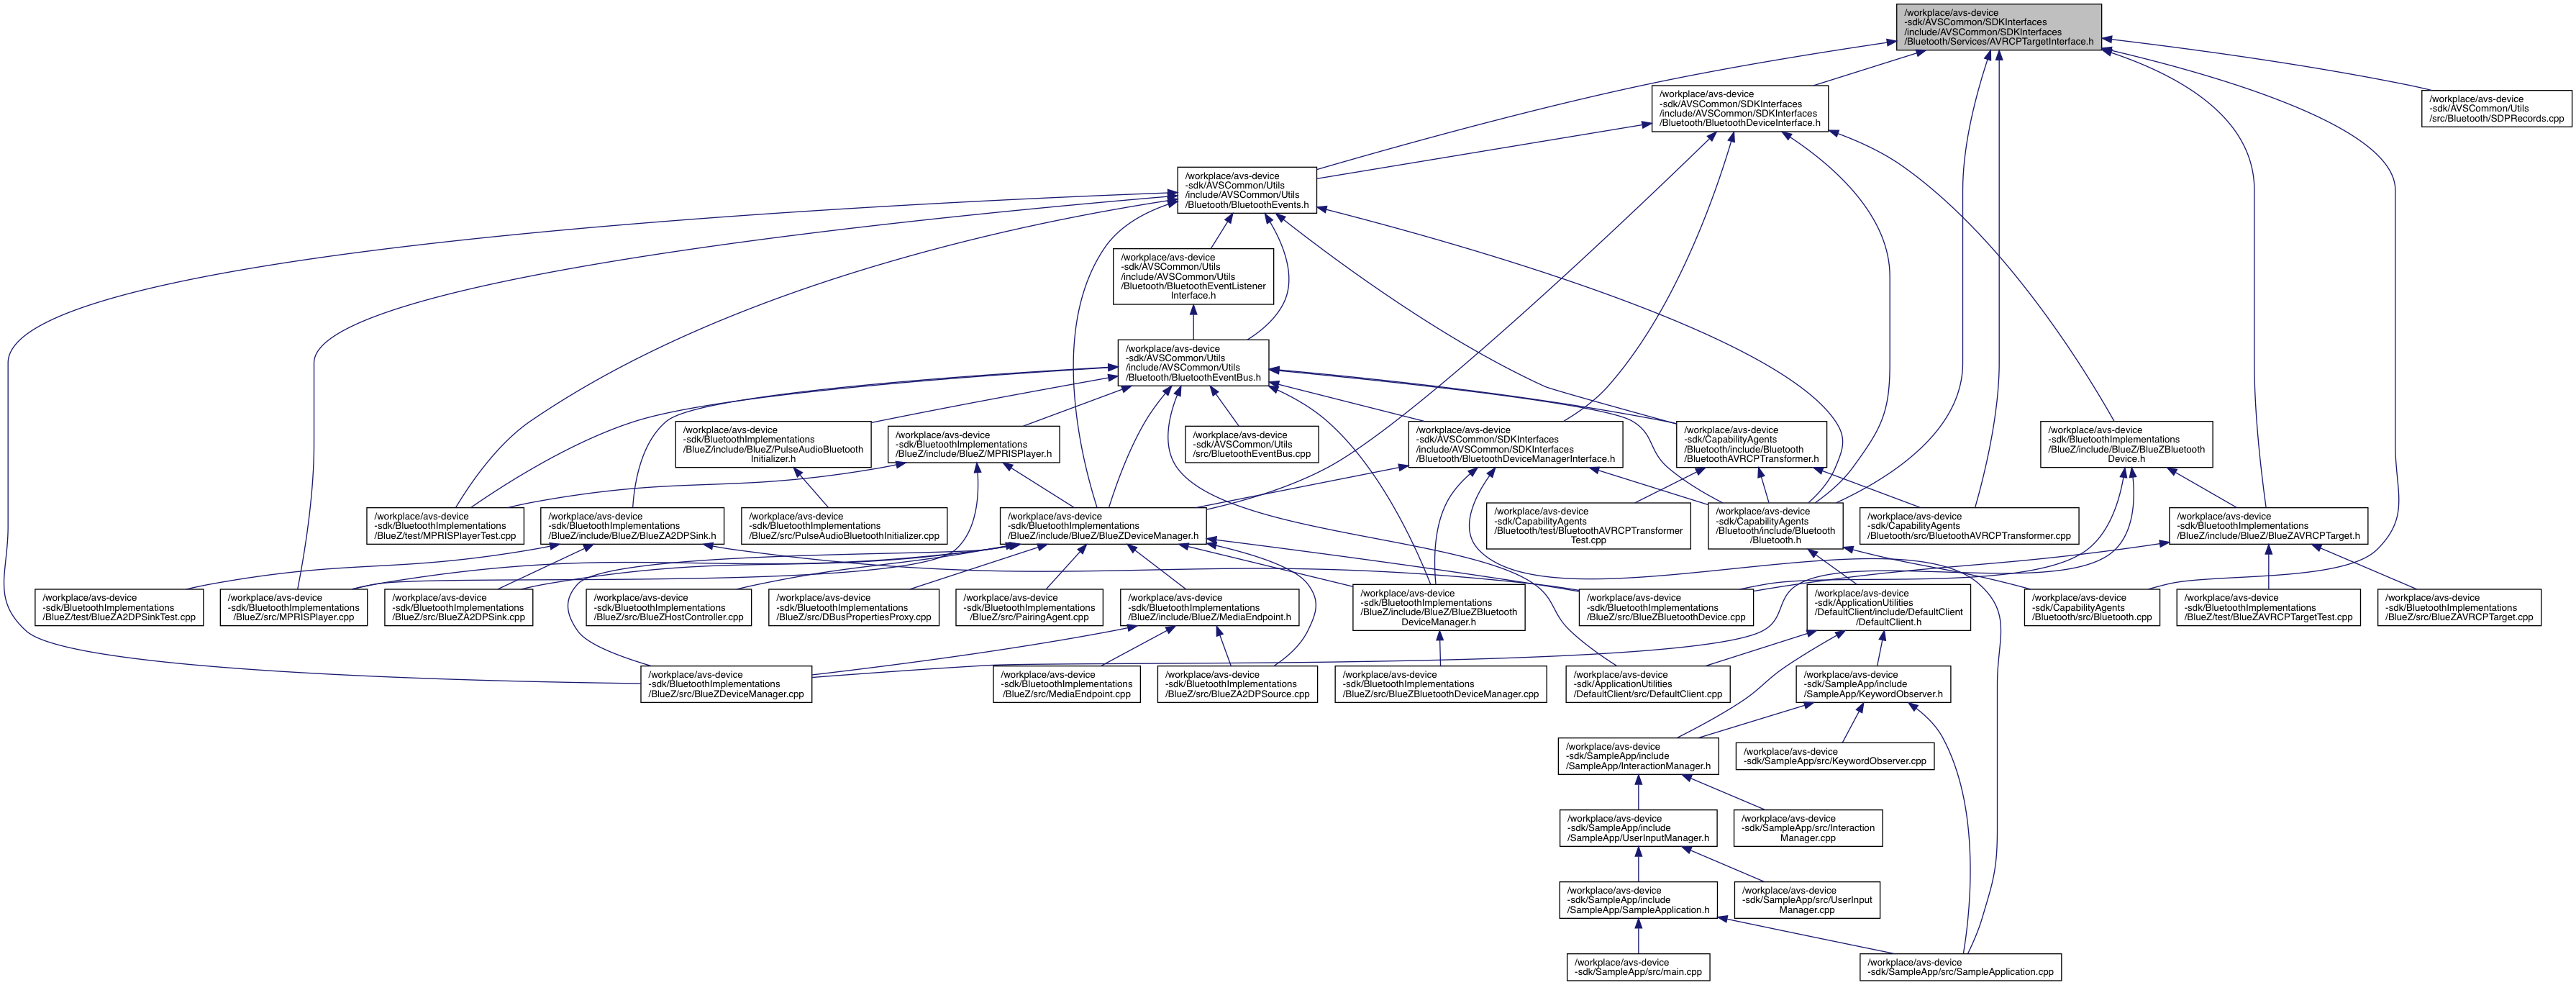 /workplace/avs-device
-sdk/AVSCommon/SDKInterfaces
/include/AVSCommon/SDKInterfaces
/Bluetooth/Services/AVRCPTargetInterface.h
/workplace/avs-device
-sdk/AVSCommon/SDKInterfaces
/include/AVSCommon/SDKInterfaces
/Bluetooth/BluetoothDeviceInterface.h
/workplace/avs-device
-sdk/AVSCommon/Utils
/src/Bluetooth/SDPRecords.cpp
/workplace/avs-device
-sdk/AVSCommon/Utils
/include/AVSCommon/Utils
/Bluetooth/BluetoothEvents.h
/workplace/avs-device
-sdk/AVSCommon/Utils
/include/AVSCommon/Utils
/Bluetooth/BluetoothEventListener
Interface.h
/workplace/avs-device
-sdk/AVSCommon/Utils
/include/AVSCommon/Utils
/Bluetooth/BluetoothEventBus.h
/workplace/avs-device
-sdk/BluetoothImplementations
/BlueZ/include/BlueZ/PulseAudioBluetooth
Initializer.h
/workplace/avs-device
-sdk/BluetoothImplementations
/BlueZ/include/BlueZ/MPRISPlayer.h
/workplace/avs-device
-sdk/AVSCommon/Utils
/src/BluetoothEventBus.cpp
/workplace/avs-device
-sdk/AVSCommon/SDKInterfaces
/include/AVSCommon/SDKInterfaces
/Bluetooth/BluetoothDeviceManagerInterface.h
/workplace/avs-device
-sdk/CapabilityAgents
/Bluetooth/include/Bluetooth
/BluetoothAVRCPTransformer.h
/workplace/avs-device
-sdk/BluetoothImplementations
/BlueZ/include/BlueZ/BlueZBluetooth
Device.h
/workplace/avs-device
-sdk/BluetoothImplementations
/BlueZ/test/MPRISPlayerTest.cpp
/workplace/avs-device
-sdk/BluetoothImplementations
/BlueZ/include/BlueZ/BlueZA2DPSink.h
/workplace/avs-device
-sdk/BluetoothImplementations
/BlueZ/src/PulseAudioBluetoothInitializer.cpp
/workplace/avs-device
-sdk/BluetoothImplementations
/BlueZ/include/BlueZ/BlueZDeviceManager.h
/workplace/avs-device
-sdk/CapabilityAgents
/Bluetooth/test/BluetoothAVRCPTransformer
Test.cpp
/workplace/avs-device
-sdk/CapabilityAgents
/Bluetooth/include/Bluetooth
/Bluetooth.h
/workplace/avs-device
-sdk/CapabilityAgents
/Bluetooth/src/BluetoothAVRCPTransformer.cpp
/workplace/avs-device
-sdk/BluetoothImplementations
/BlueZ/include/BlueZ/BlueZAVRCPTarget.h
/workplace/avs-device
-sdk/BluetoothImplementations
/BlueZ/test/BlueZA2DPSinkTest.cpp
/workplace/avs-device
-sdk/BluetoothImplementations
/BlueZ/src/MPRISPlayer.cpp
/workplace/avs-device
-sdk/BluetoothImplementations
/BlueZ/src/BlueZA2DPSink.cpp
/workplace/avs-device
-sdk/BluetoothImplementations
/BlueZ/src/BlueZHostController.cpp
/workplace/avs-device
-sdk/BluetoothImplementations
/BlueZ/src/DBusPropertiesProxy.cpp
/workplace/avs-device
-sdk/BluetoothImplementations
/BlueZ/src/PairingAgent.cpp
/workplace/avs-device
-sdk/BluetoothImplementations
/BlueZ/include/BlueZ/MediaEndpoint.h
/workplace/avs-device
-sdk/BluetoothImplementations
/BlueZ/include/BlueZ/BlueZBluetooth
DeviceManager.h
/workplace/avs-device
-sdk/BluetoothImplementations
/BlueZ/src/BlueZBluetoothDevice.cpp
/workplace/avs-device
-sdk/ApplicationUtilities
/DefaultClient/include/DefaultClient
/DefaultClient.h
/workplace/avs-device
-sdk/CapabilityAgents
/Bluetooth/src/Bluetooth.cpp
/workplace/avs-device
-sdk/BluetoothImplementations
/BlueZ/test/BlueZAVRCPTargetTest.cpp
/workplace/avs-device
-sdk/BluetoothImplementations
/BlueZ/src/BlueZAVRCPTarget.cpp
/workplace/avs-device
-sdk/BluetoothImplementations
/BlueZ/src/BlueZDeviceManager.cpp
/workplace/avs-device
-sdk/BluetoothImplementations
/BlueZ/src/MediaEndpoint.cpp
/workplace/avs-device
-sdk/BluetoothImplementations
/BlueZ/src/BlueZA2DPSource.cpp
/workplace/avs-device
-sdk/BluetoothImplementations
/BlueZ/src/BlueZBluetoothDeviceManager.cpp
/workplace/avs-device
-sdk/ApplicationUtilities
/DefaultClient/src/DefaultClient.cpp
/workplace/avs-device
-sdk/SampleApp/include
/SampleApp/KeywordObserver.h
/workplace/avs-device
-sdk/SampleApp/include
/SampleApp/InteractionManager.h
/workplace/avs-device
-sdk/SampleApp/src/KeywordObserver.cpp
/workplace/avs-device
-sdk/SampleApp/include
/SampleApp/UserInputManager.h
/workplace/avs-device
-sdk/SampleApp/src/Interaction
Manager.cpp
/workplace/avs-device
-sdk/SampleApp/include
/SampleApp/SampleApplication.h
/workplace/avs-device
-sdk/SampleApp/src/UserInput
Manager.cpp
/workplace/avs-device
-sdk/SampleApp/src/main.cpp
/workplace/avs-device
-sdk/SampleApp/src/SampleApplication.cpp